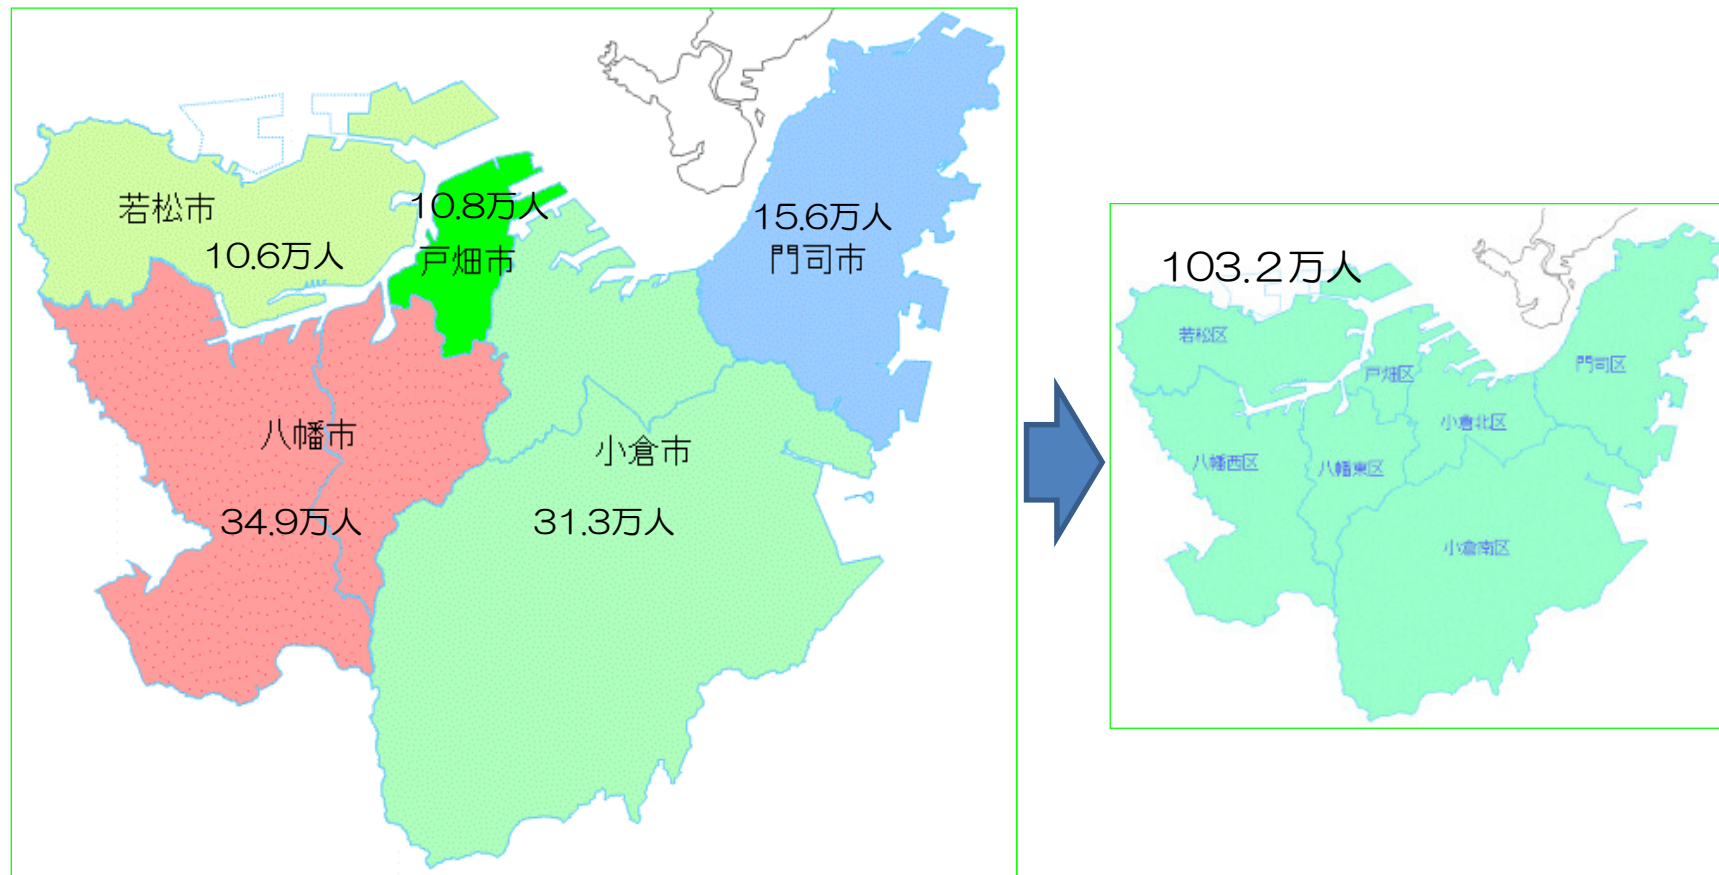 若松市
10.6万人
10.8万人
戸畑市
15.6万人
門司市
八幡市
34.9万人
小倉市
31.3万人
103.2万人
若松区
戸畑区
門司区
小倉北区
八幡西区
八幡東区
小倉南区